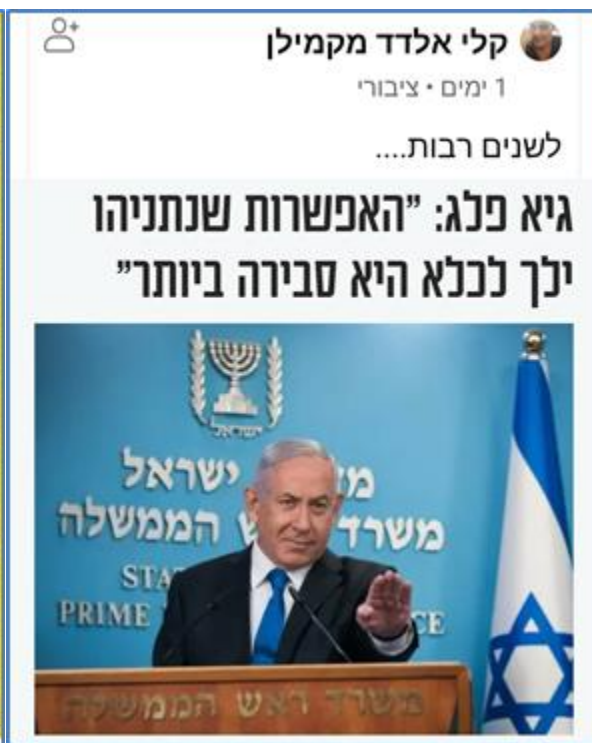 קלי אלדד מקמילן
1 ימים • ציבורי
לשנים רבות....
גיא פלג: "האפשרות שנתניהו
ילך לכלא היא סבירה ביותר"
ישראל
ישראל
משרד הממשלה
STA
PRIME CE
משרד ראש הממשלה